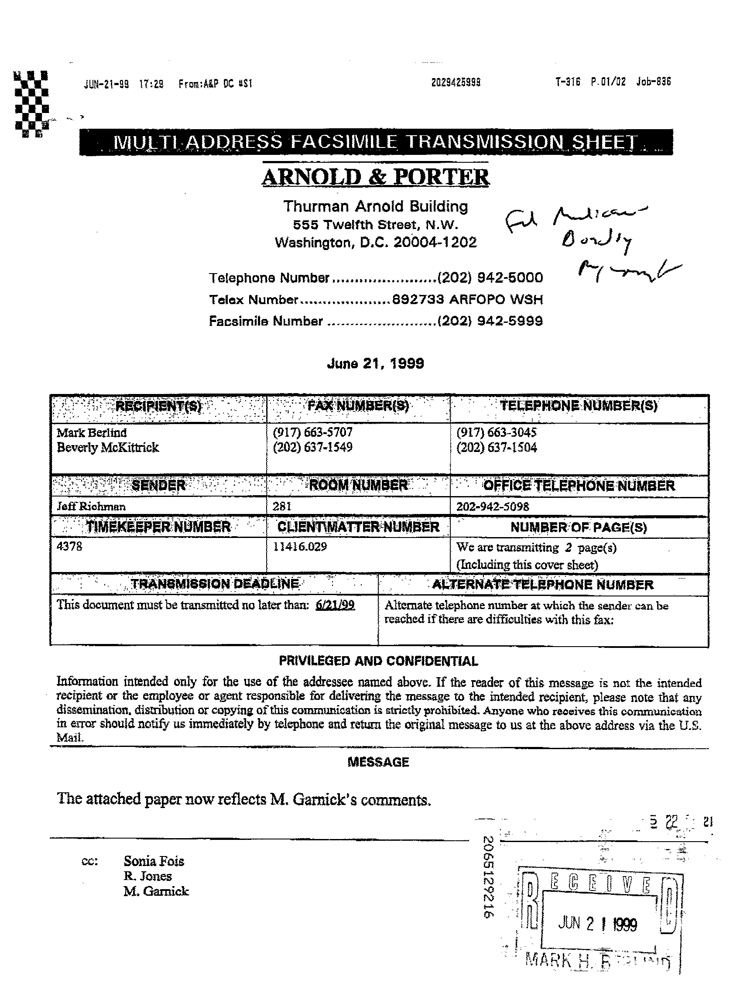 JUN-21-99 17:29 From:A&P DC #S1 2029425999 T-316 P.01/02 Job-836
MULTI ADDRESS FACSIMILE TRANSMISSION SHEET
ARNOLD & PORTER
Thurman Arnold Building
555 Twelfth Street, N.W.
Washington, D.C. 20004-1202
Telephone Number.......................(202) 942-5000
Telex Number....................892733 ARFOPO WSH
Facsimile Number ........................(202) 942-5999
June 21, 1999
RECIPIENT(S) FAX NUMBER(S) TELEPHONE NUMBER(S)
Mark Berlind (917) 663-5707 (917) 663-3045
Beverly McKittrick (202) 637-1549 (202) 637-1504
SENDER ROOM NUMBER OFFICE TELEPHONE NUMBER
Jeff Richman 281 202-942-5098
TIMEKEEPER NUMBER CLIENT\MATTER NUMBER NUMBER OF PAGE(S)
4378 11416.029 We are transmitting 2 page(s)
(Including this cover sheet)
TRANSMISSION DEADLINE ALTERNATE TELEPHONE NUMBER
This document must be transmitted no later than: 6/21/99 Alternate telephone number at which the sender can be
reached if there are difficulties with this fax:
PRIVILEGED AND CONFIDENTIAL
Information intended only for the use of the addressee named above. If the reader of this message is not the intended
recipient or the employee or agent responsible for delivering the message to the intended recipient, please note that any
dissemination, distribution or copying of this communication is strictly prohibited. Anyone who receives this communication
in error should notify us immediately by telephone and return the original message to us at the above address via the U.S.
Mail.
MESSAGE
The attached paper now reflects M. Garnick's comments.
cc: Sonia Fois
R. Jones
M. Garnick
2065129216
RECEIVED
JUN 21 1999
MARK H. BERLIND